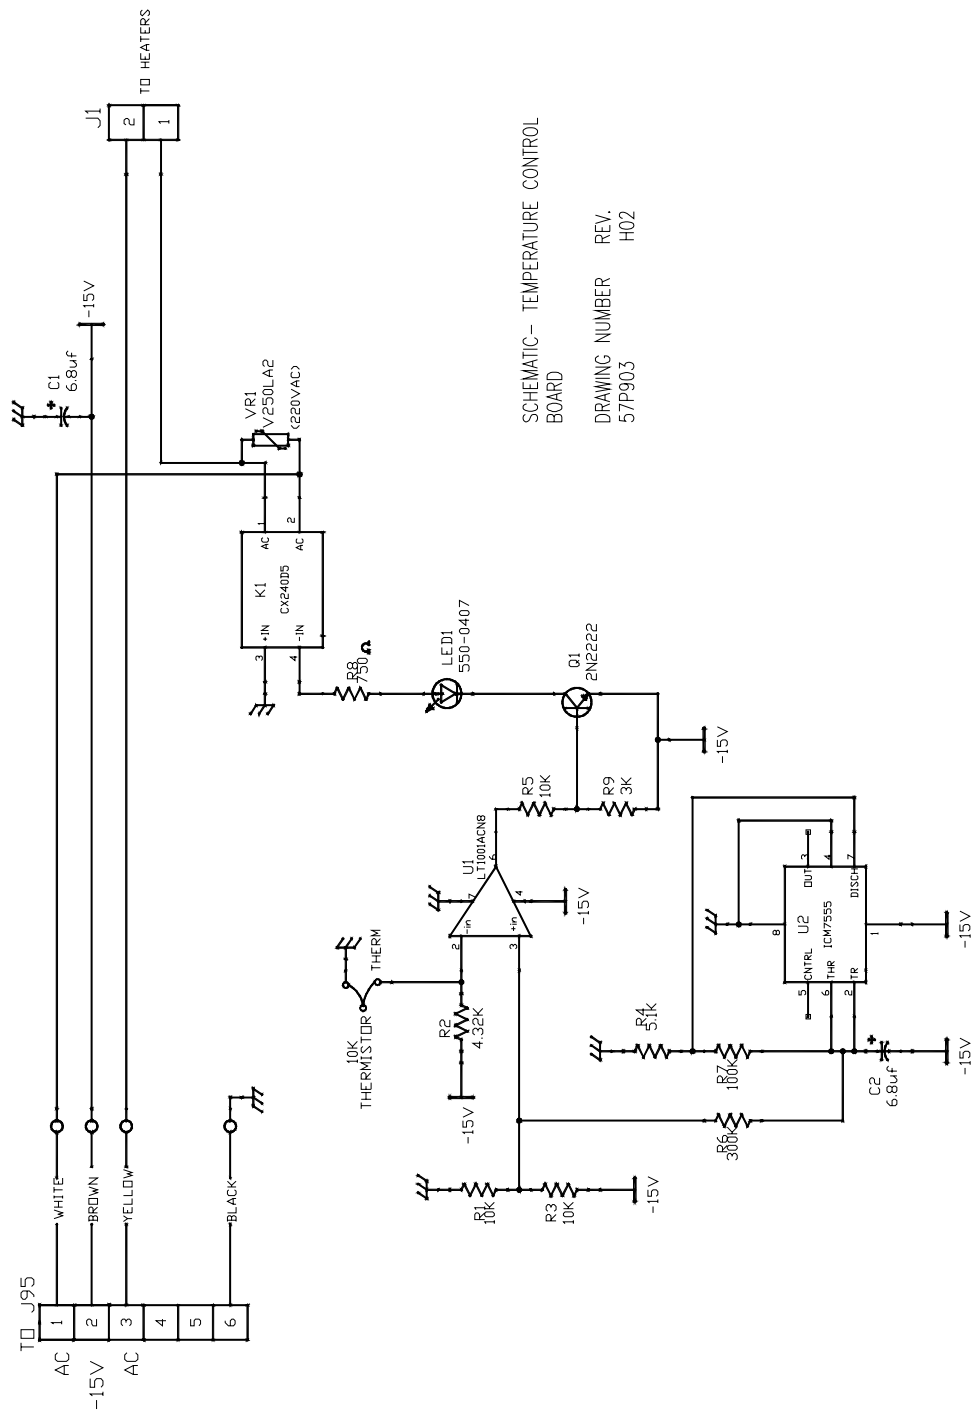 TO J95
AC
-15V
AC
1
2
3
4
5
6
WHITE
BROWN
YELLOW
BLACK
C1
6.8uf
-15V
J1
2
1
TO HEATERS
VR1
V250LA2
(220VAC)
K1
CX240D5
+IN
-IN
AC
AC
3
4
1
2
R8
750Ω
LED1
550-0407
Q1
2N2222
-15V
R5
10K
R9
3K
U1
LT1001ACN8
-in
+in
2
3
7
4
6
-15V
THERM
10K
THERMISTOR
R2
4.32K
-15V
R1
10K
R3
10K
-15V
R4
5.1K
R7
100K
R6
300K
C2
6.8uf
-15V
U2
ICM7555
CNTRL
THR
TR
OUT
DISCH
5
6
2
8
3
4
7
1
-15V
SCHEMATIC- TEMPERATURE CONTROL
BOARD
DRAWING NUMBER REV.
57P903 H02